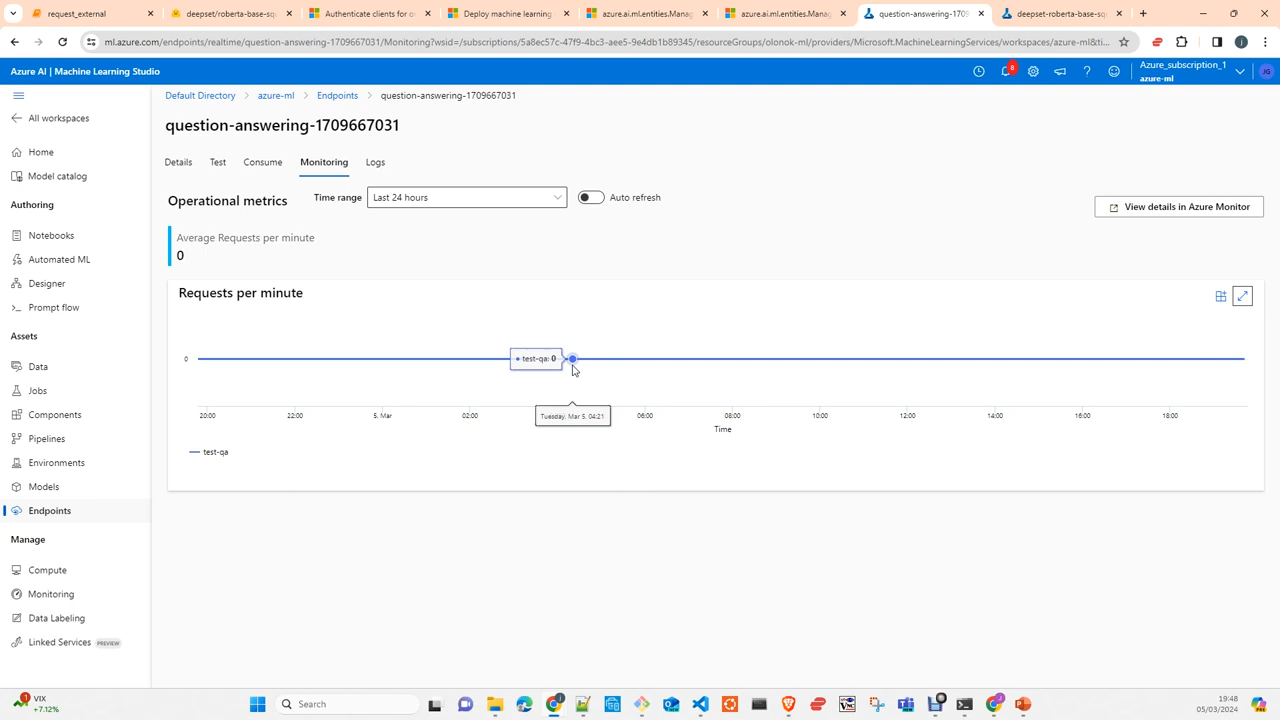 request_external
deepset/roberta-base-sq
Authenticate clients for o
Deploy machine learning
azure.ai.ml.entities.Manag
azure.ai.ml.entities.Manag
question-answering-1709
deepset-roberta-base-sq
ml.azure.com/endpoints/realtime/question-answering-1709667031/Monitoring?wsid=/subscriptions/5a8ec57c-47f9-4bc3-aee5-9e4db1b89345/resourceGroups/olonok-ml/providers/Microsoft.MachineLearningServices/workspaces/azure-ml&ti...
Azure AI | Machine Learning Studio
8
Azure_subscription_1
azure-ml
JG
All workspaces
Home
Model catalog
Authoring
Notebooks
Automated ML
Designer
Prompt flow
Assets
Data
Jobs
Components
Pipelines
Environments
Models
Endpoints
Manage
Compute
Monitoring
Data Labeling
Linked Services PREVIEW
Default Directory > azure-ml > Endpoints > question-answering-1709667031
question-answering-1709667031
Details Test Consume Monitoring Logs
Operational metrics Time range Last 24 hours Auto refresh
View details in Azure Monitor
Average Requests per minute
0
Requests per minute
0
test-qa: 0
20:00 22:00 5. Mar 02:00 06:00 08:00 10:00 12:00 14:00 16:00 18:00
Tuesday, Mar 5, 04:21
Time
test-qa
1
VIX
+7.12%
Search
19:48
05/03/2024